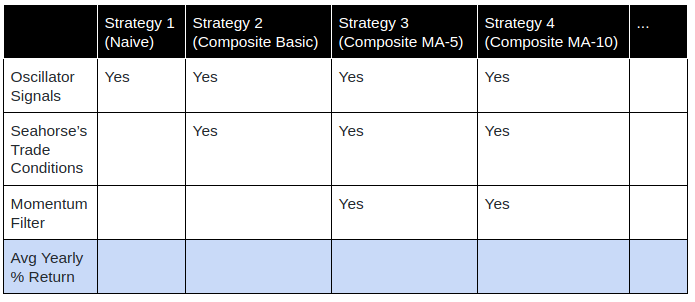 Strategy 1
(Naive)
Strategy 2
(Composite Basic)
Strategy 3
(Composite MA-5)
Strategy 4
(Composite MA-10)
...
Oscillator
Signals
Yes
Yes
Yes
Yes
Seahorse’s
Trade
Conditions
Yes
Yes
Yes
Momentum
Filter
Yes
Yes
Avg Yearly
% Return